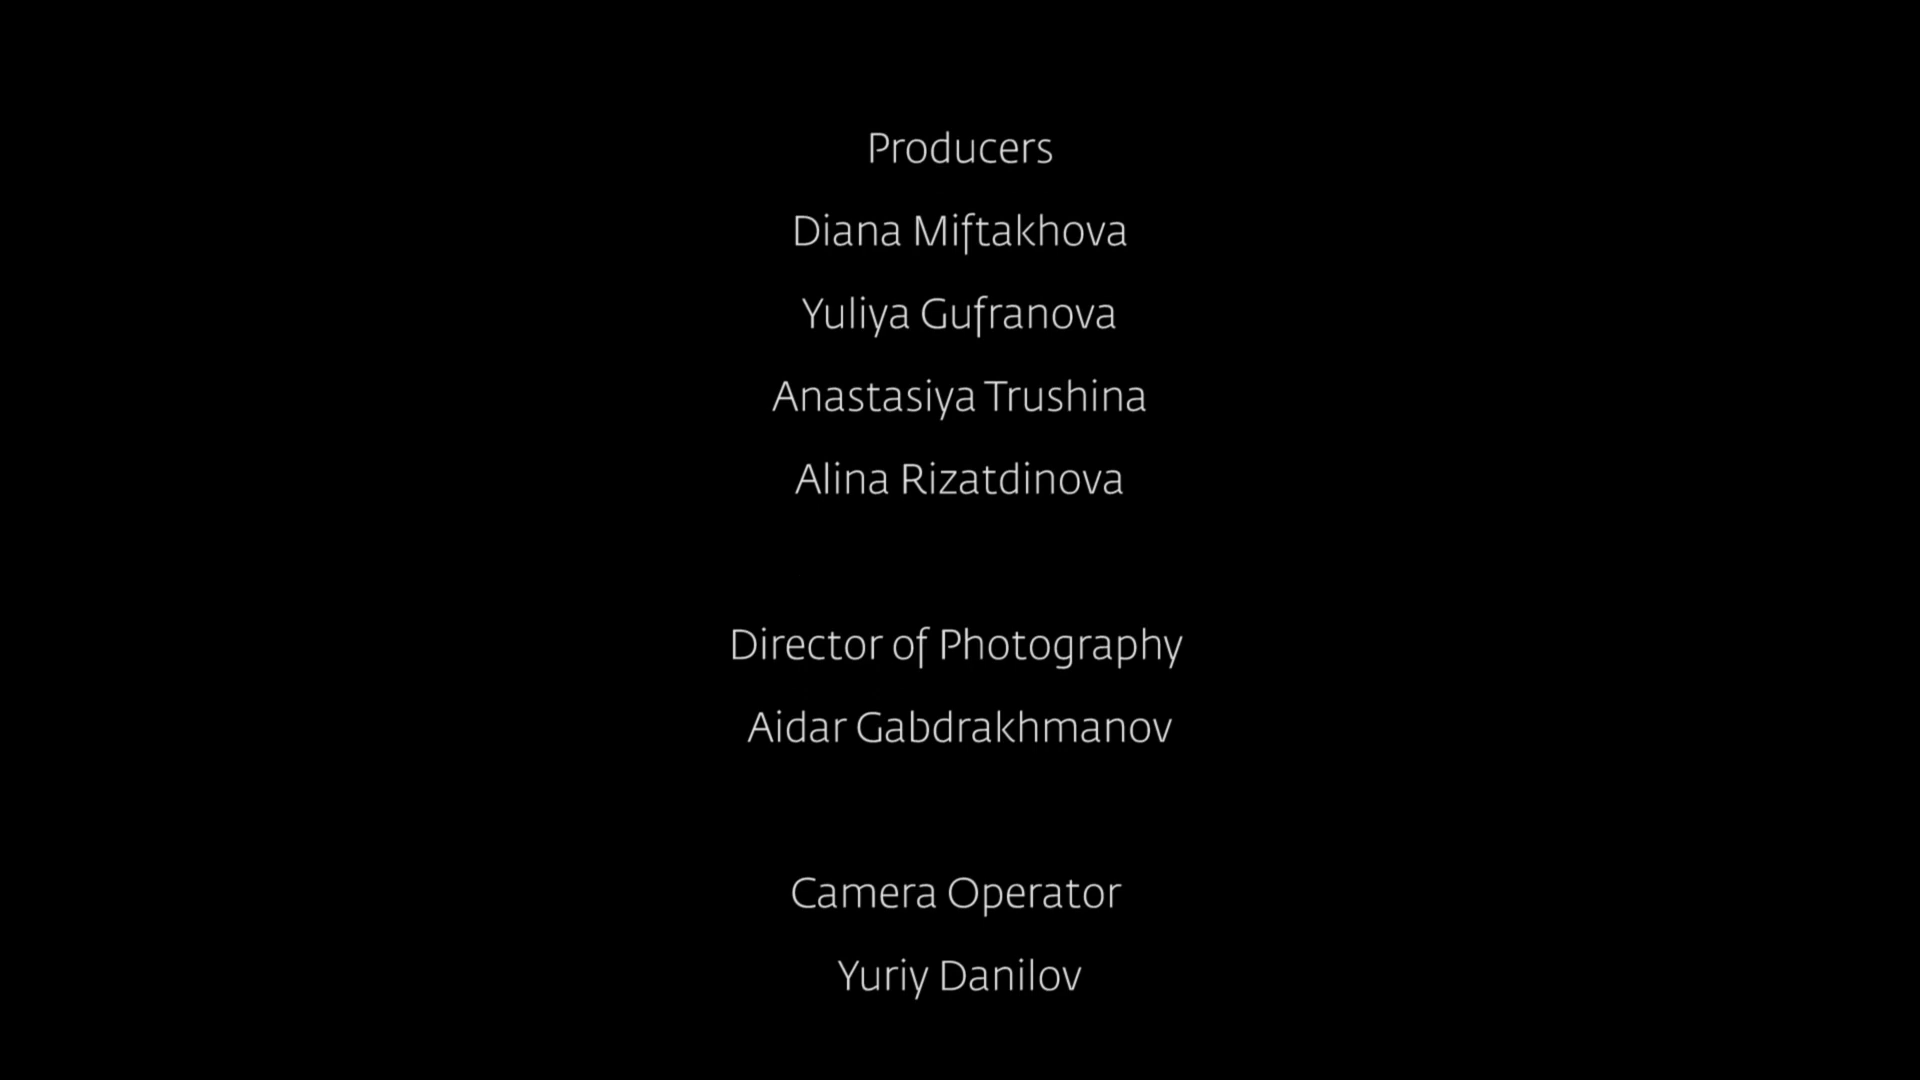 Producers
Diana Miftakhova
Yuliya Gufranova
Anastasiya Trushina
Alina Rizatdinova
Director of Photography
Aidar Gabdrakhmanov
Camera Operator
Yuriy Danilov